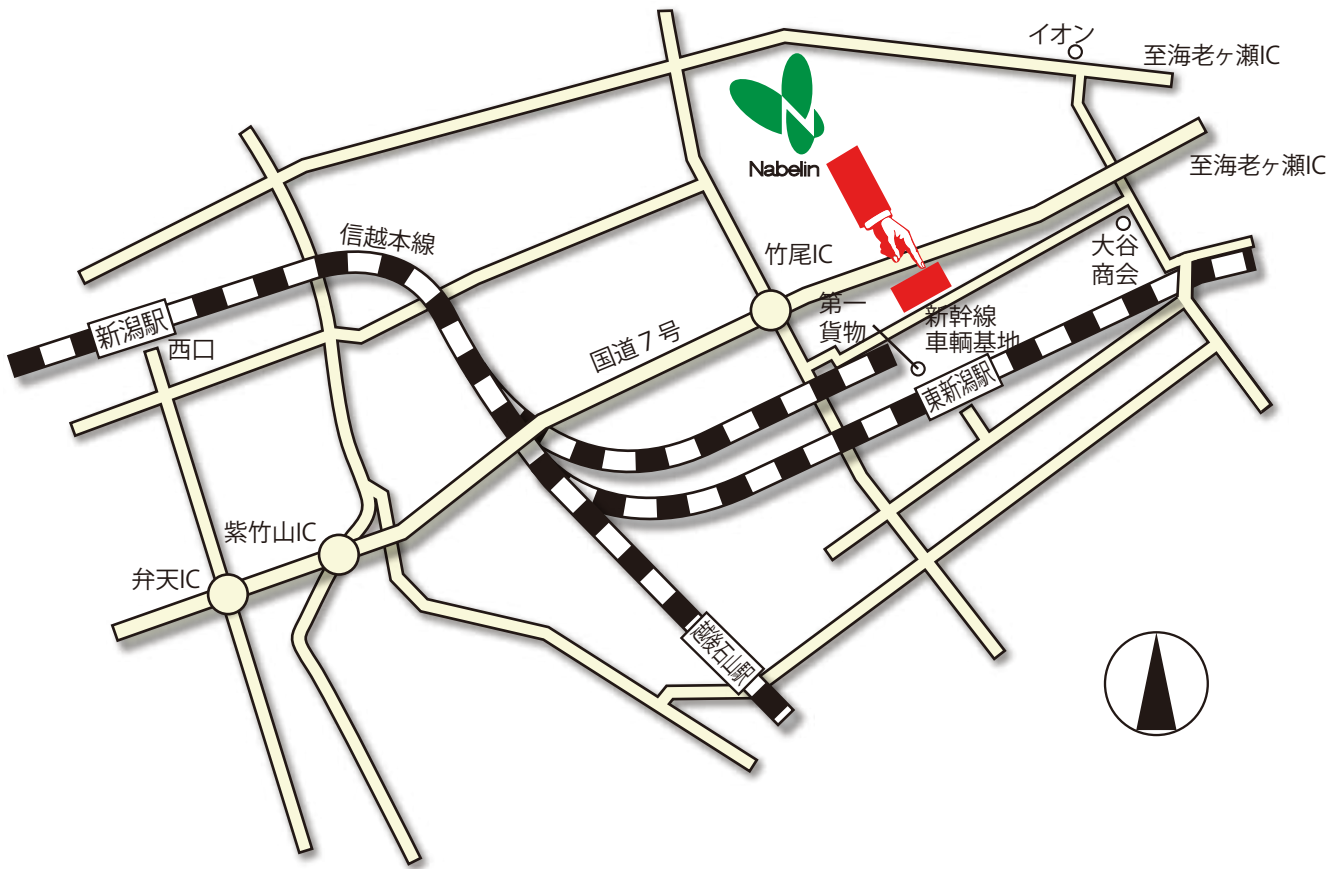 イオン
至海老ヶ瀬IC
至海老ヶ瀬IC
Nabelin
信越本線
竹尾IC
大谷
商会
新潟駅
西口
国道7号
第一
貨物
新幹線
車輌基地
東新潟駅
紫竹山IC
弁天IC
越後石山駅